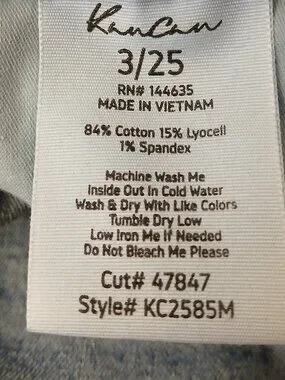 KanCan
3/25
RN# 144635
MADE IN VIETNAM
84% Cotton 15% Lyocell
1% Spandex
Machine Wash Me
Inside Out In Cold Water
Wash & Dry With Like Colors
Tumble Dry Low
Low Iron Me If Needed
Do Not Bleach Me Please
Cut# 47847
Style# KC2585M